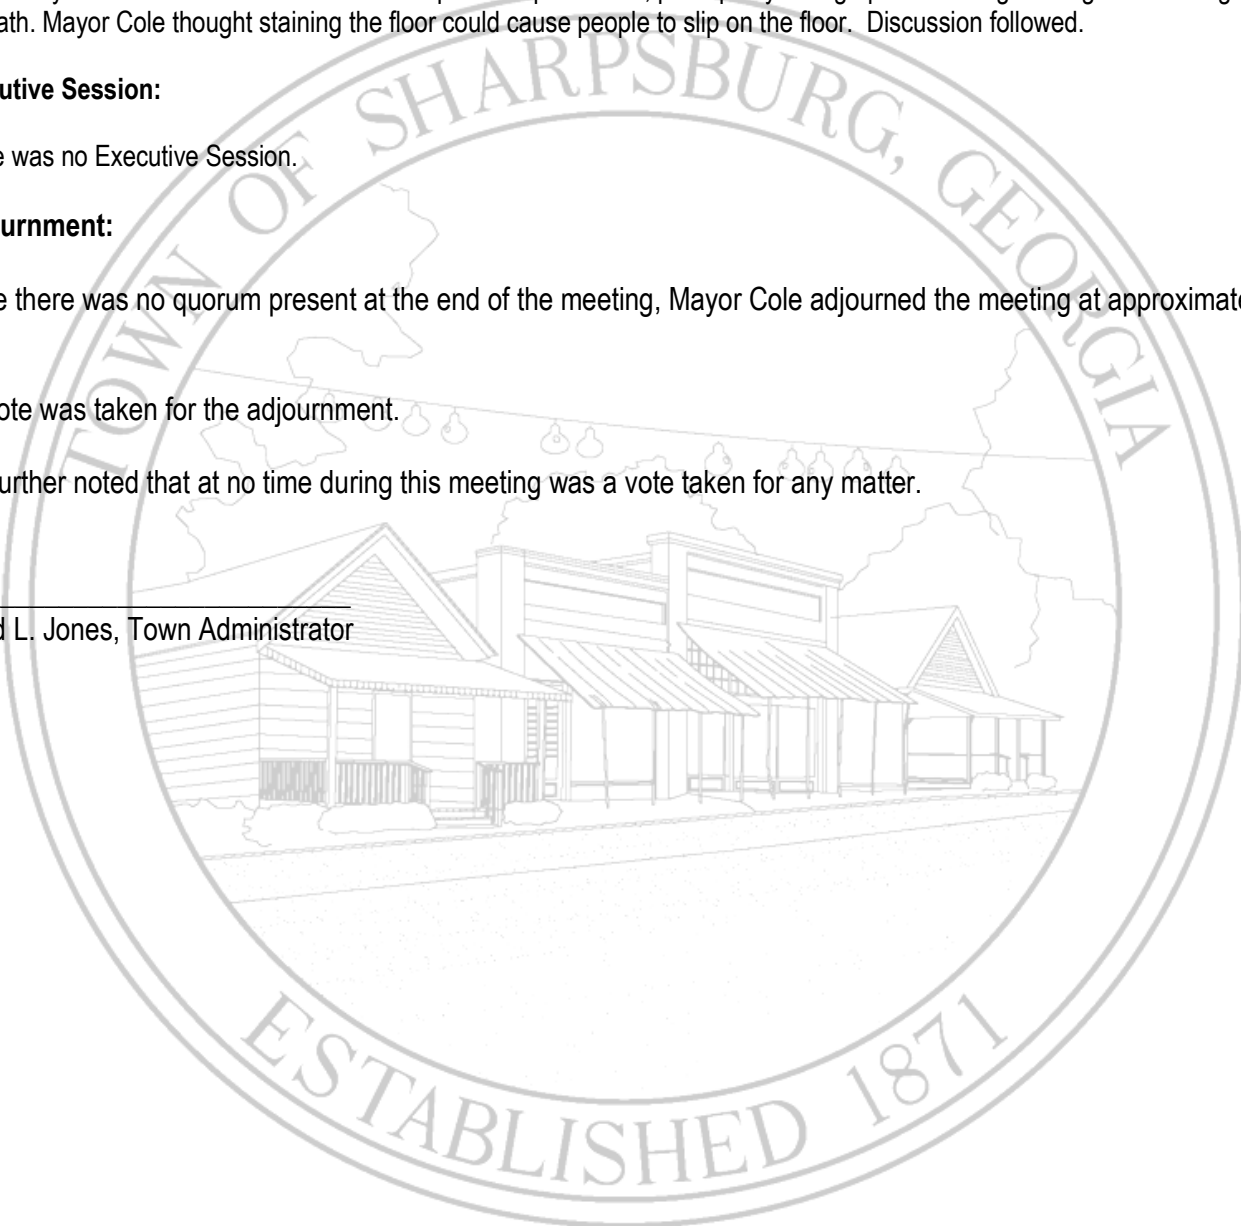 ath. Mayor Cole thought staining the floor could cause people to slip on the floor.  Discussion followed.
utive Session:
e was no Executive Session.
urnment:
e there was no quorum present at the end of the meeting, Mayor Cole adjourned the meeting at approximate
ote was taken for the adjournment.
urther noted that at no time during this meeting was a vote taken for any matter.
d L. Jones, Town Administrator
TOWN OF SHARPSBURG, GEORGIA
ESTABLISHED 1871